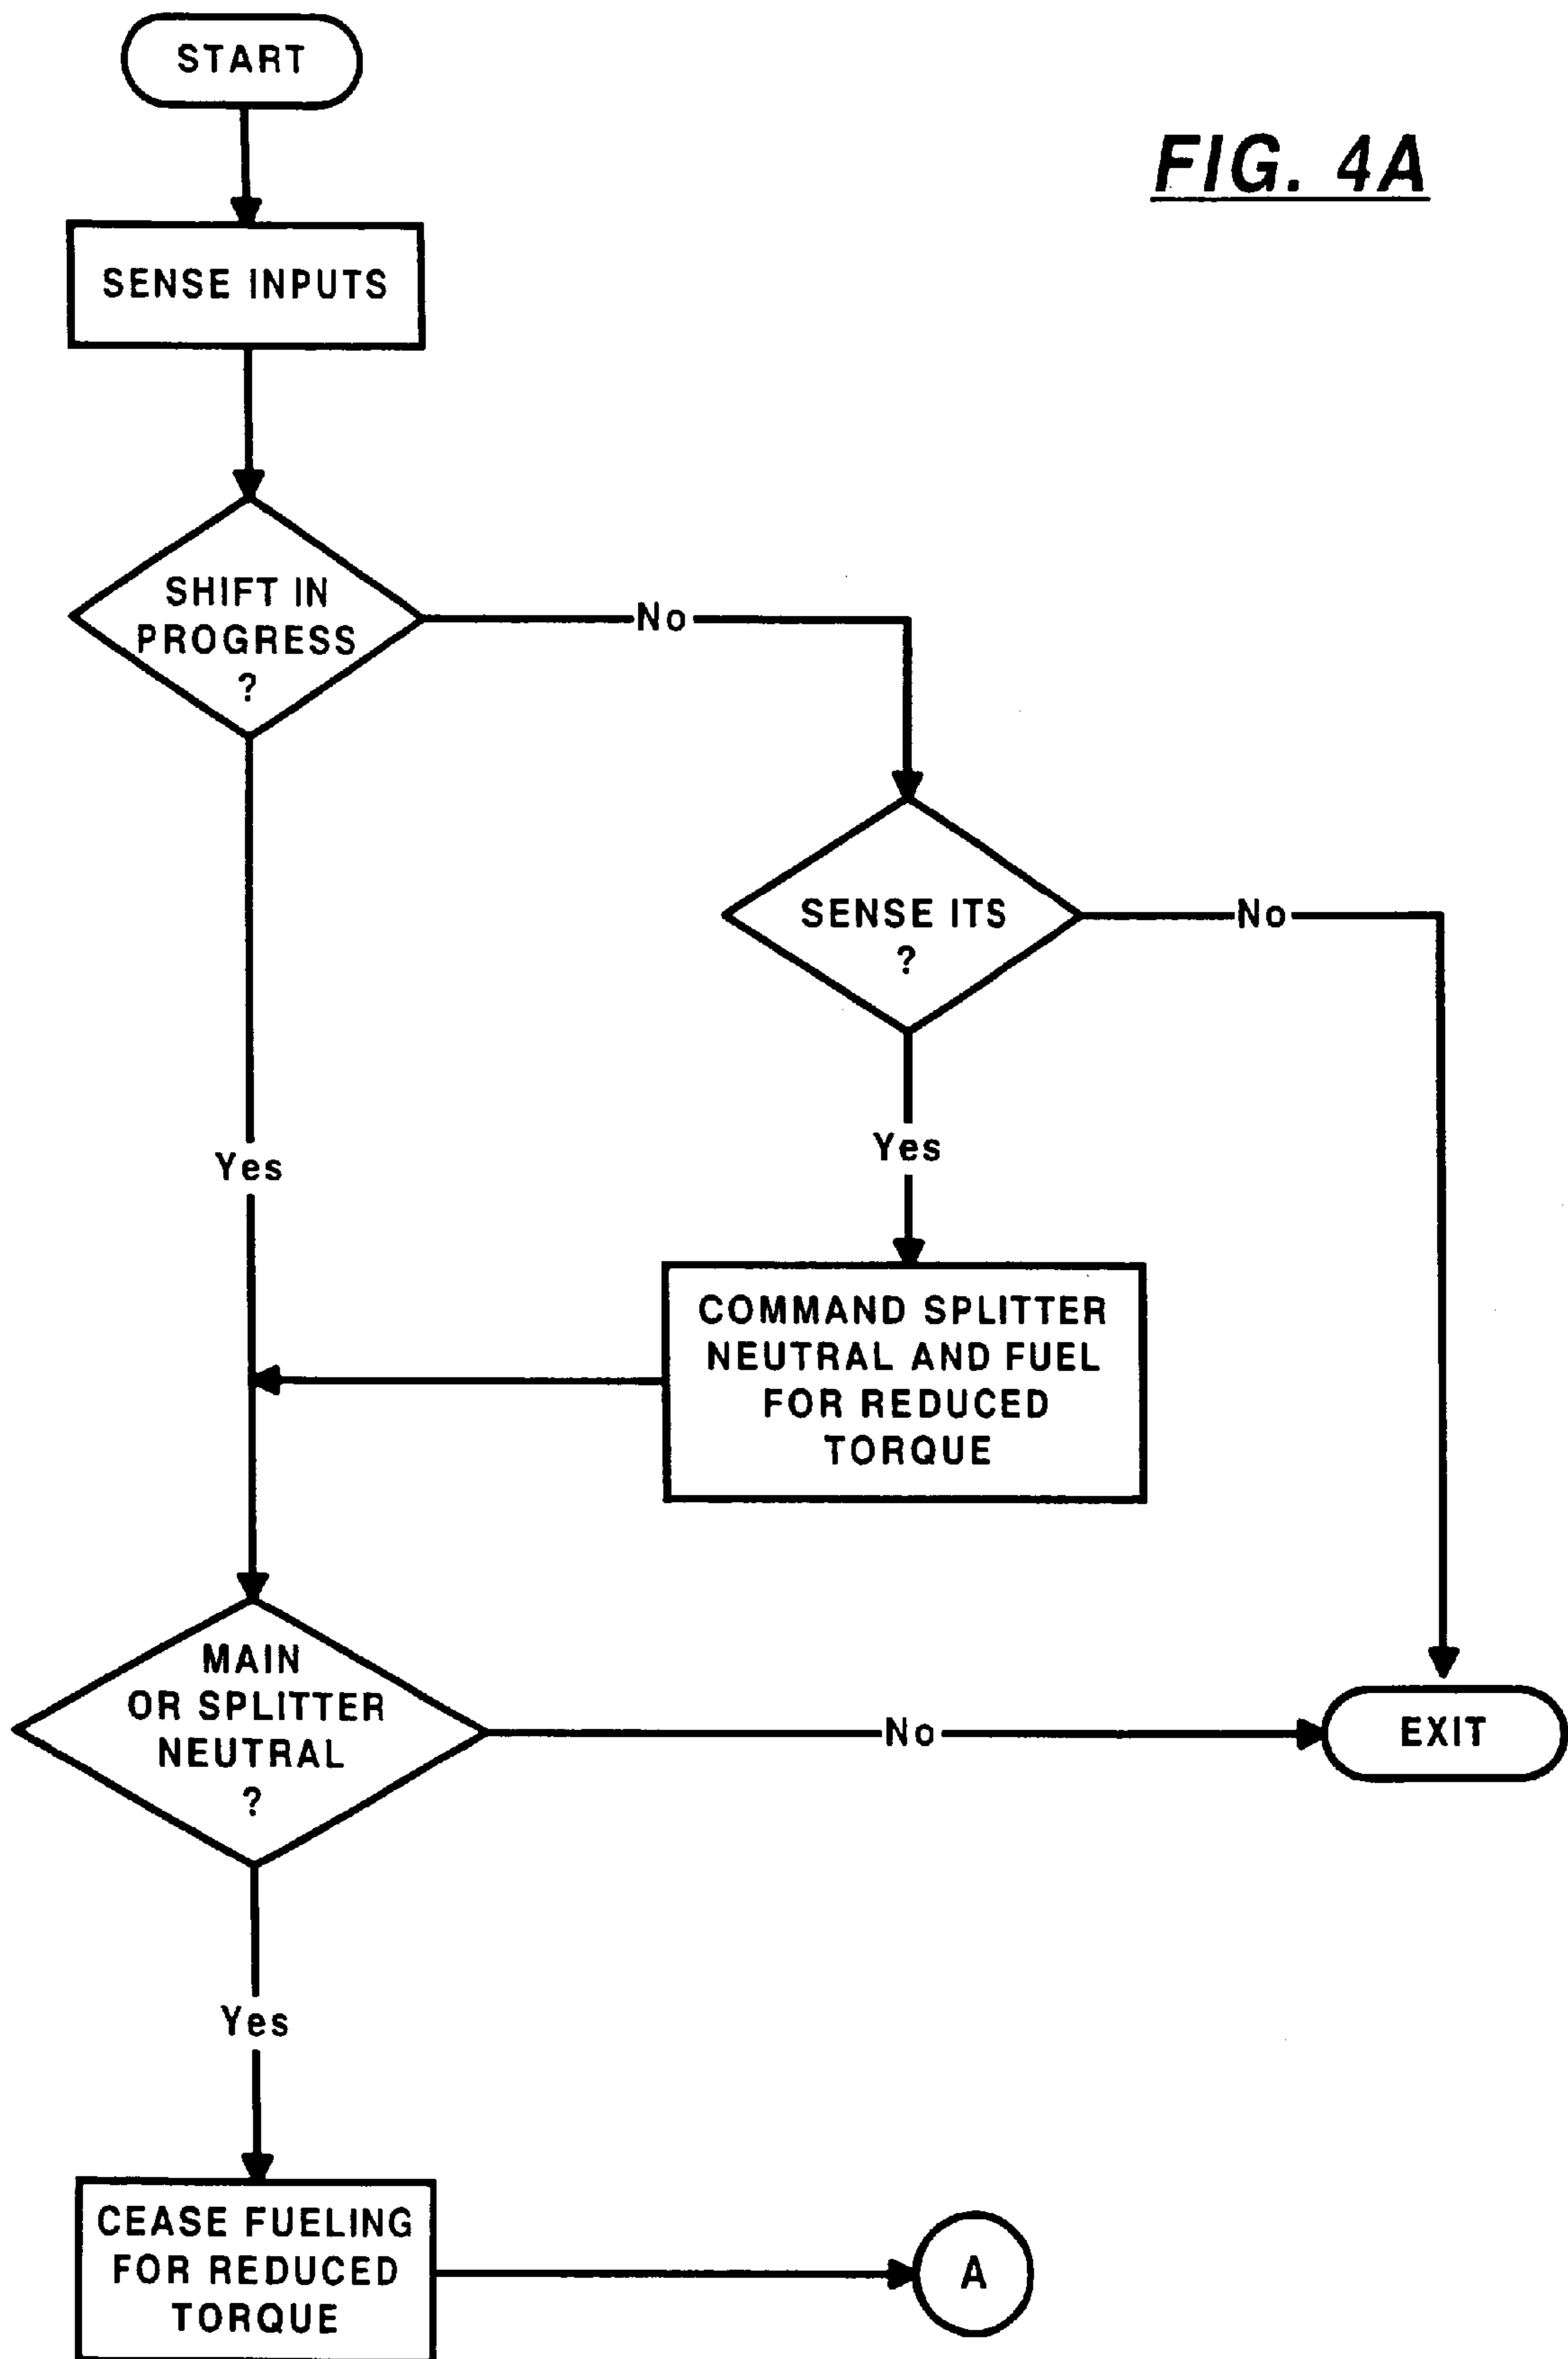 START
FIG. 4A
SENSE INPUTS
SHIFT IN
PROGRESS
?
No
SENSE ITS
?
No
Yes
Yes
COMMAND SPLITTER
NEUTRAL AND FUEL
FOR REDUCED
TORQUE
MAIN
OR SPLITTER
NEUTRAL
?
No
EXIT
Yes
CEASE FUELING
FOR REDUCED
TORQUE
A